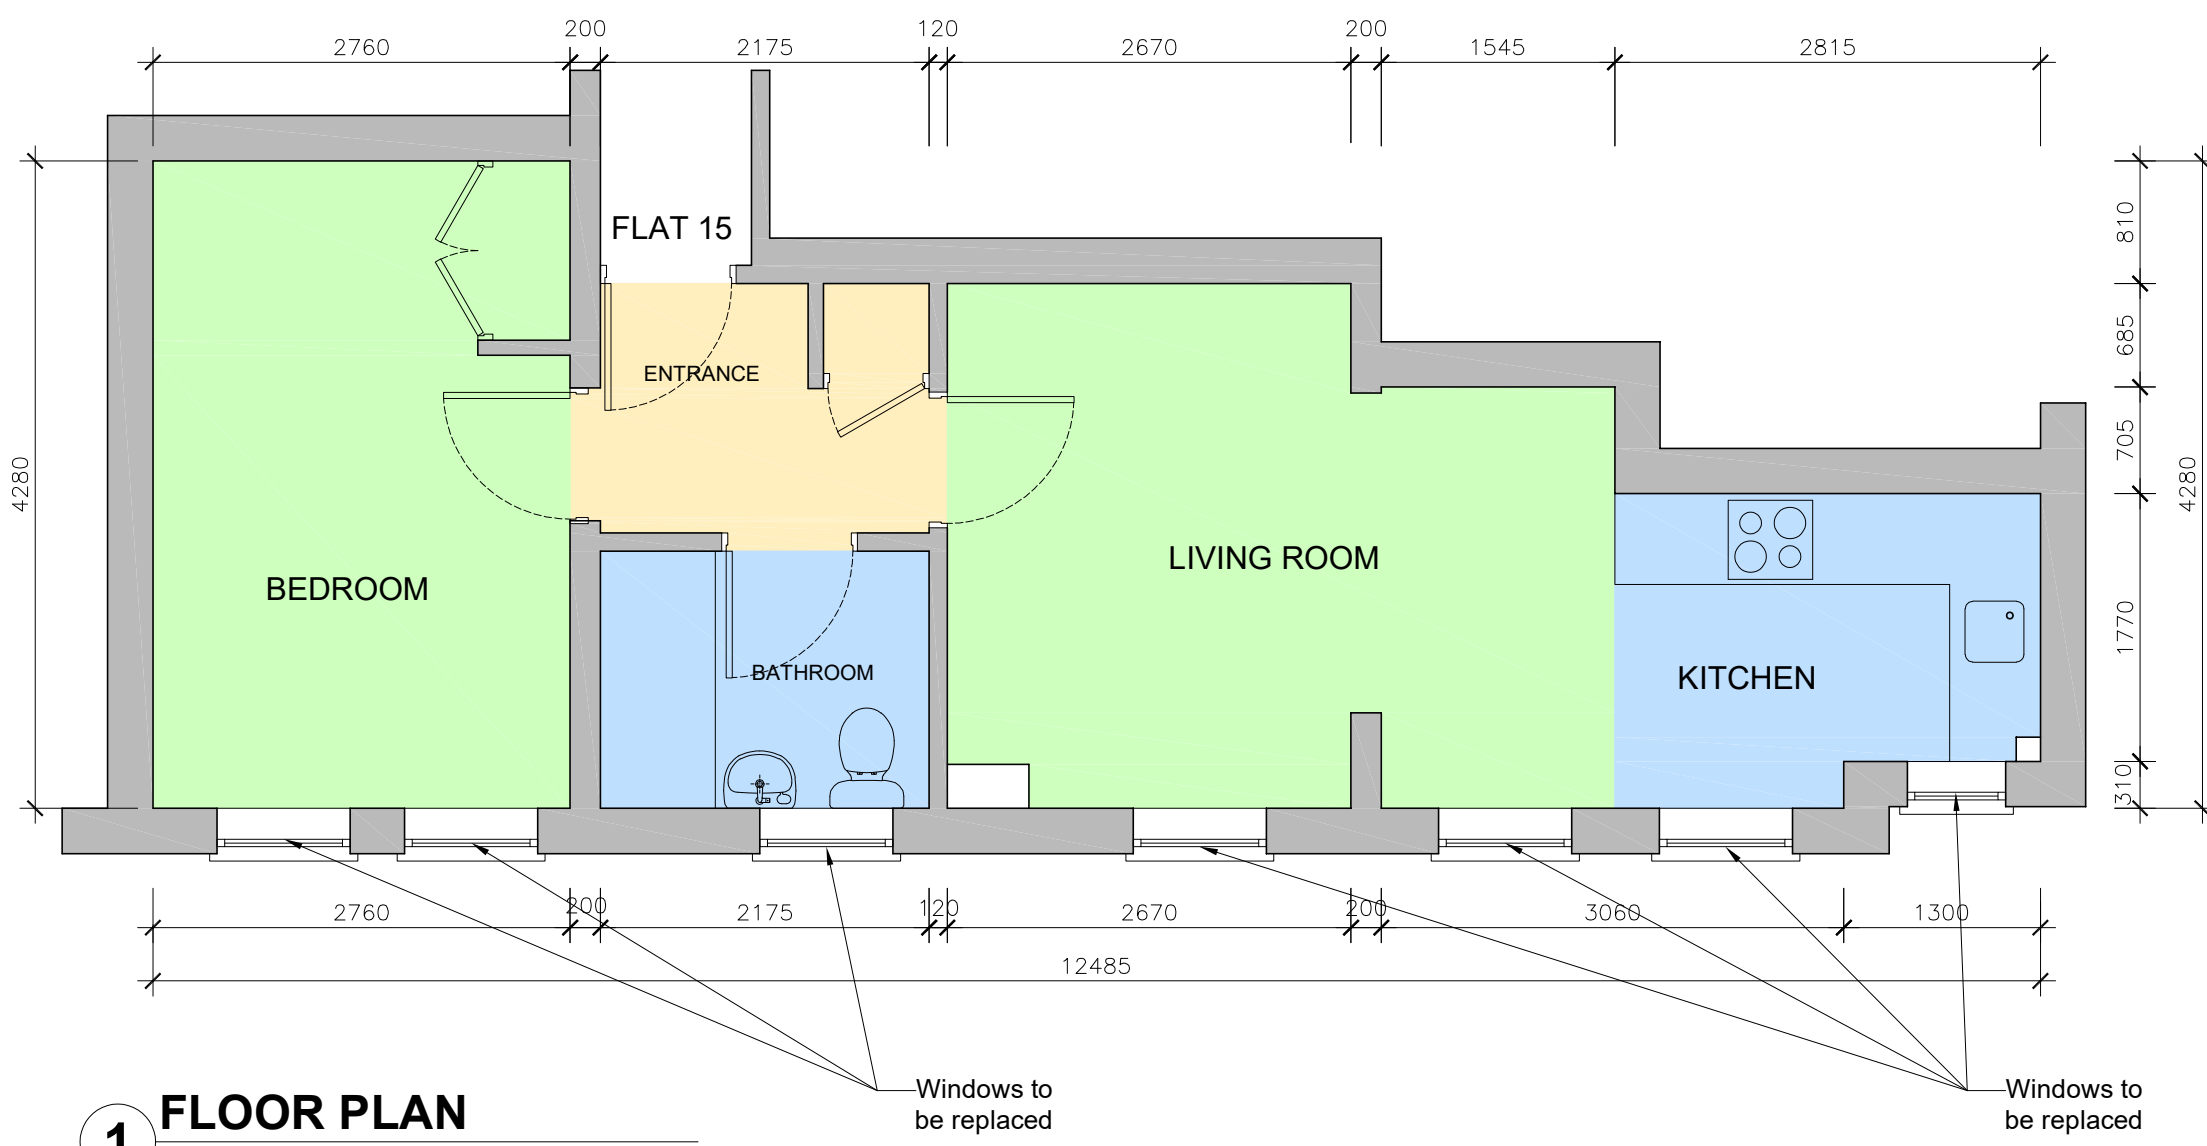 200
120
200
2760
2175
2670
1545
2815
FLAT 15
810
685
ENTRANCE
705
4280
4280
LIVING ROOM
BEDROOM
1770
BATHROOM
KITCHEN
310
2760
200
2175
120
2670
200
3060
1300
12485
Windows to
be replaced
Windows to
be replaced
FLOOR PLAN
1